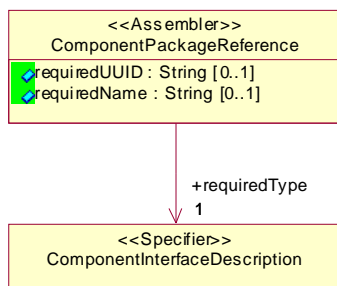 <<Assembler>>
ComponentPackageReference
requiredUUID : String [0..1]
requiredName : String [0..1]
+requiredType
1
<<Specifier>>
ComponentInterfaceDescription